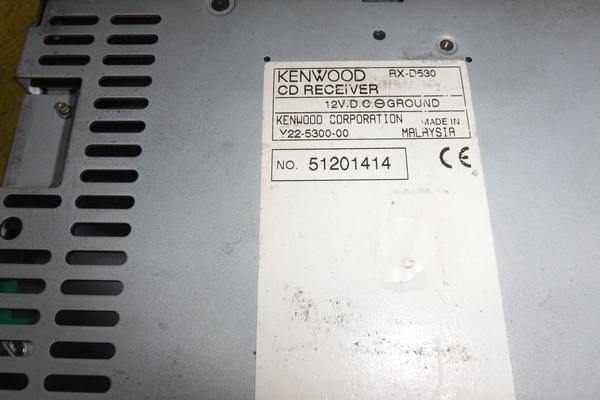 KENWOOD RX-D530
CD RECEIVER
12V.D.C.⊖GROUND
KENWOOD CORPORATION MADE IN
Y22-5300-00 MALAYSIA
NO. 51201414 CE